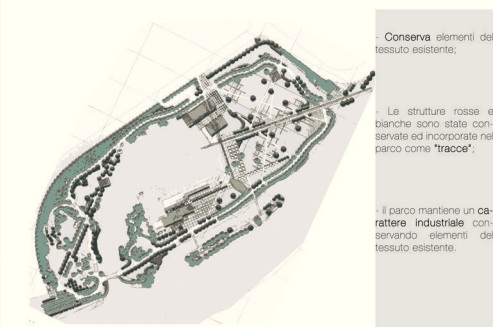 - Conserva elementi del
tessuto esistente;
- Le strutture rosse e
bianche sono state con-
servate ed incorporate nel
parco come "tracce";
- il parco mantiene un ca-
rattere industriale con-
servando elementi del
tessuto esistente.